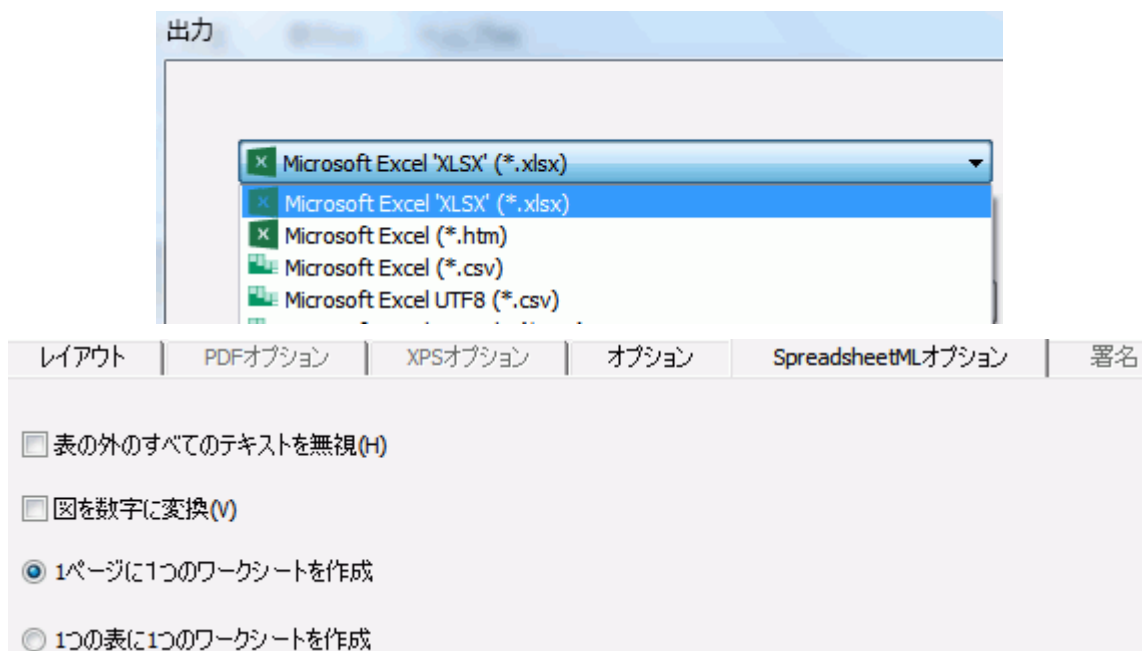 出力
Microsoft Excel 'XLSX' (*.xlsx)
Microsoft Excel 'XLSX' (*.xlsx)
Microsoft Excel (*.htm)
Microsoft Excel (*.csv)
Microsoft Excel UTF8 (*.csv)
レイアウト PDFオプション XPSオプション オプション SpreadsheetMLオプション 署名
表の外のすべてのテキストを無視(H)
図を数字に変換(V)
1ページに1つのワークシートを作成
1つの表に1つのワークシートを作成